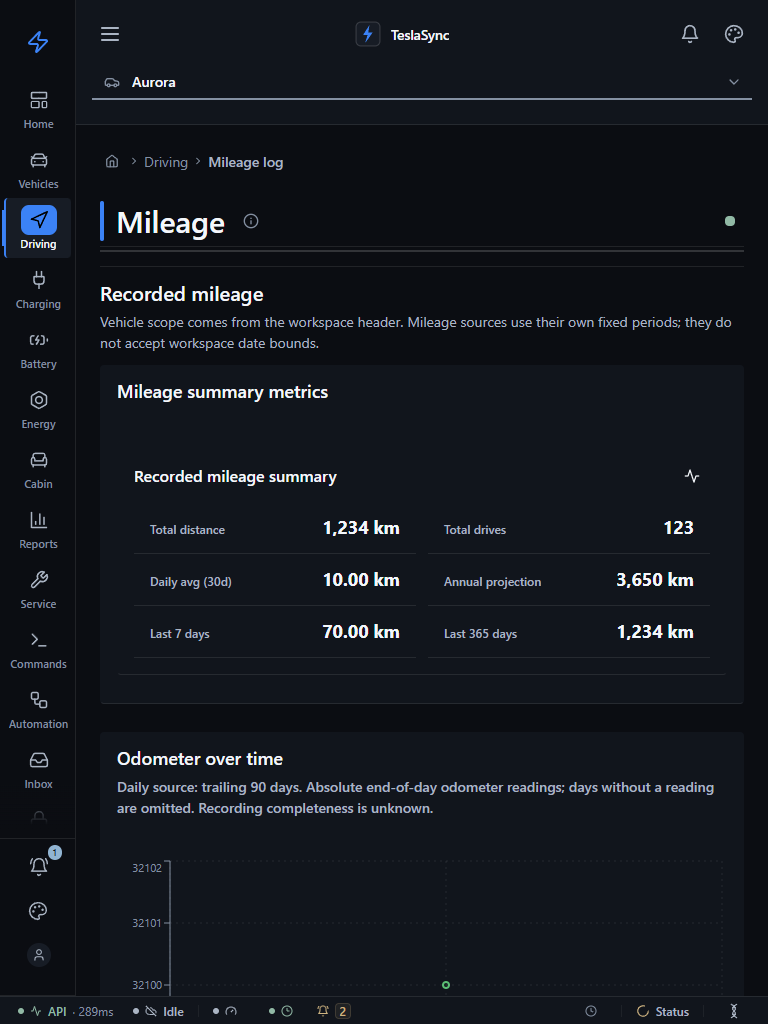 TeslaSync
Aurora
Home
Vehicles
Driving
Charging
Battery
Energy
Cabin
Reports
Service
Commands
Automation
Inbox
1
Driving
Mileage log
Mileage
Recorded mileage
Vehicle scope comes from the workspace header. Mileage sources use their own fixed periods; they do
not accept workspace date bounds.
Mileage summary metrics
Recorded mileage summary
Total distance 1,234 km
Total drives 123
Daily avg (30d) 10.00 km
Annual projection 3,650 km
Last 7 days 70.00 km
Last 365 days 1,234 km
Odometer over time
Daily source: trailing 90 days. Absolute end-of-day odometer readings; days without a reading
are omitted. Recording completeness is unknown.
32102
32101
32100
API · 289ms Idle 2 Status